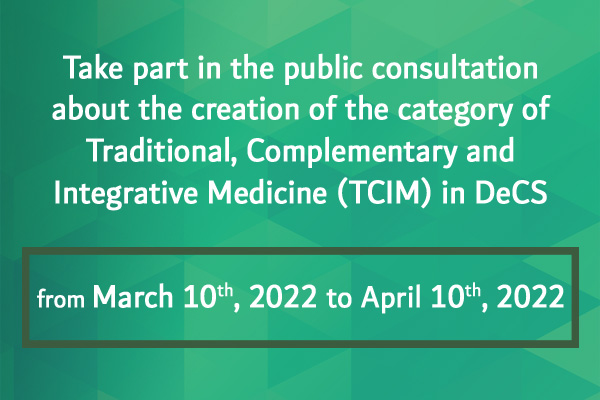 Take part in the public consultation
about the creation of the category of
Traditional, Complementary and
Integrative Medicine (TCIM) in DeCS
from March 10th, 2022 to April 10th, 2022